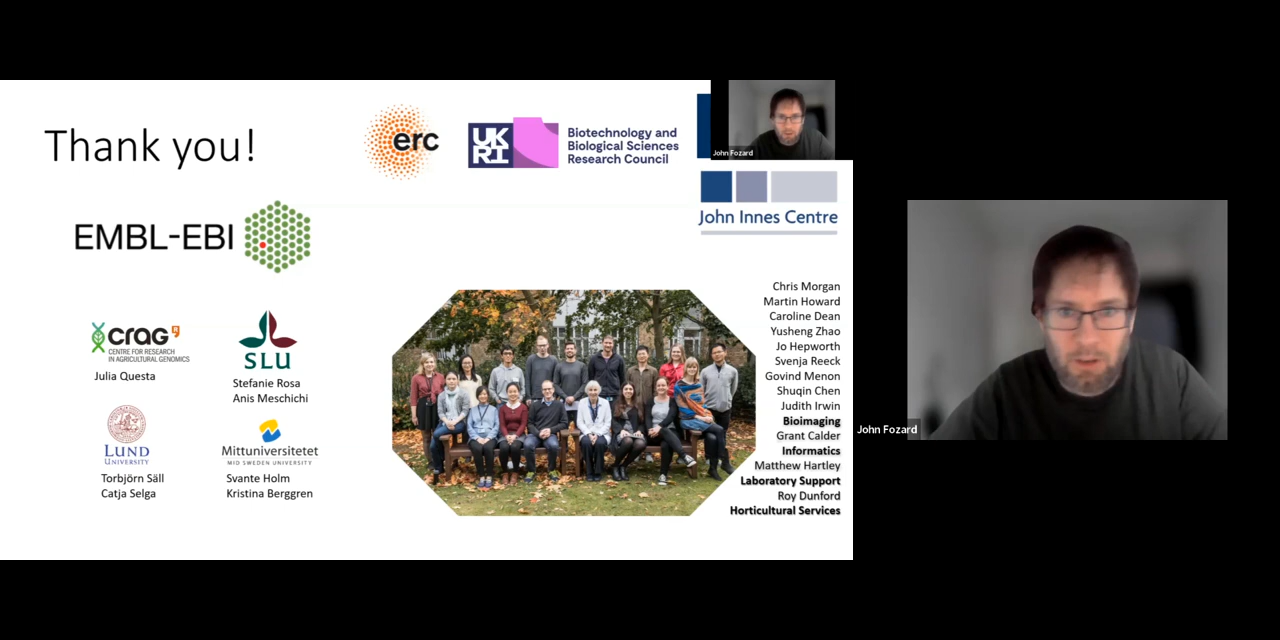 Thank you!
erc
UK
RI
Biotechnology and
Biological Sciences
Research Council
John Fozard
John Innes Centre
EMBL-EBI
CRAG
CENTRE FOR RESEARCH
IN AGRICULTURAL GENOMICS
Julia Questa
SLU
Stefanie Rosa
Anis Meschichi
LUND
UNIVERSITY
Torbjörn Säll
Catja Selga
Mittuniversitetet
MID SWEDEN UNIVERSITY
Svante Holm
Kristina Berggren
Chris Morgan
Martin Howard
Caroline Dean
Yusheng Zhao
Jo Hepworth
Svenja Reeck
Govind Menon
Shuqin Chen
Judith Irwin
Bioimaging
Grant Calder
Informatics
Matthew Hartley
Laboratory Support
Roy Dunford
Horticultural Services
John Fozard